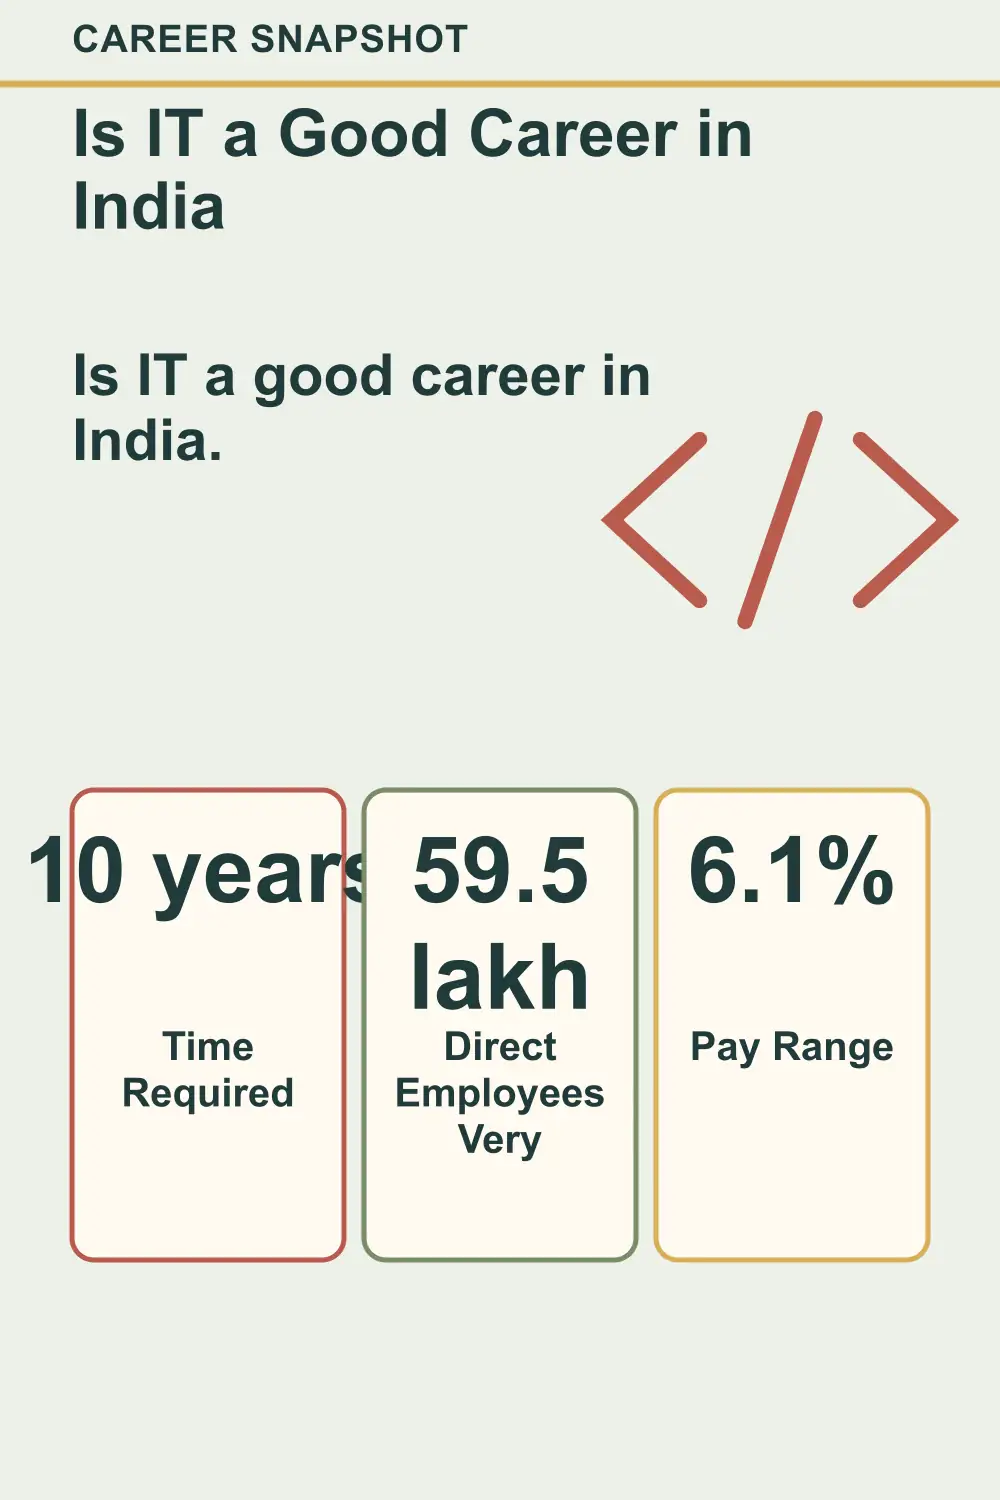 CAREER SNAPSHOT
Is IT a Good Career in
India
Is IT a good career in
India.
10 years
59.5
lakh
6.1%
Time
Required
Direct
Employees
Very
Pay Range